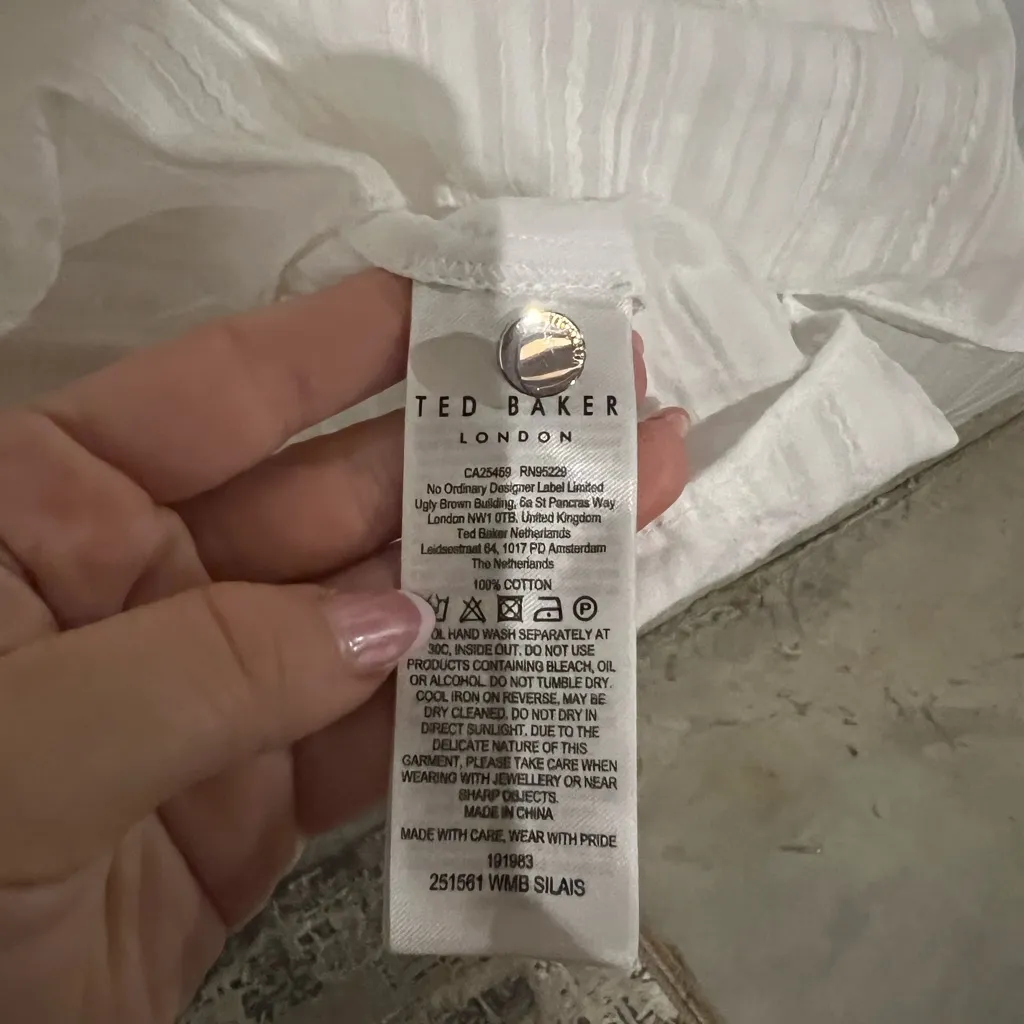 TED BAKER
LONDON
CA25469 RN95229
No Ordinary Designer Label Limited
Ugly Brown Building, 6a St Pancras Way
London NW1 0TB. United Kingdom
Ted Baker Netherlands
Leidsestraat 64, 1017 PD Amsterdam
The Netherlands
100% COTTON
P
HAND WASH SEPARATELY AT
30C, INSIDE OUT. DO NOT USE
PRODUCTS CONTAINING BLEACH, OIL
OR ALCOHOL. DO NOT TUMBLE DRY.
COOL IRON ON REVERSE, MAY BE
DRY CLEANED. DO NOT DRY IN
DIRECT SUNLIGHT. DUE TO THE
DELICATE NATURE OF THIS
GARMENT, PLEASE TAKE CARE WHEN
WEARING WITH JEWELLERY OR NEAR
SHARP OBJECTS.
MADE IN CHINA
MADE WITH CARE, WEAR WITH PRIDE
191983
251561 WMB SILAIS